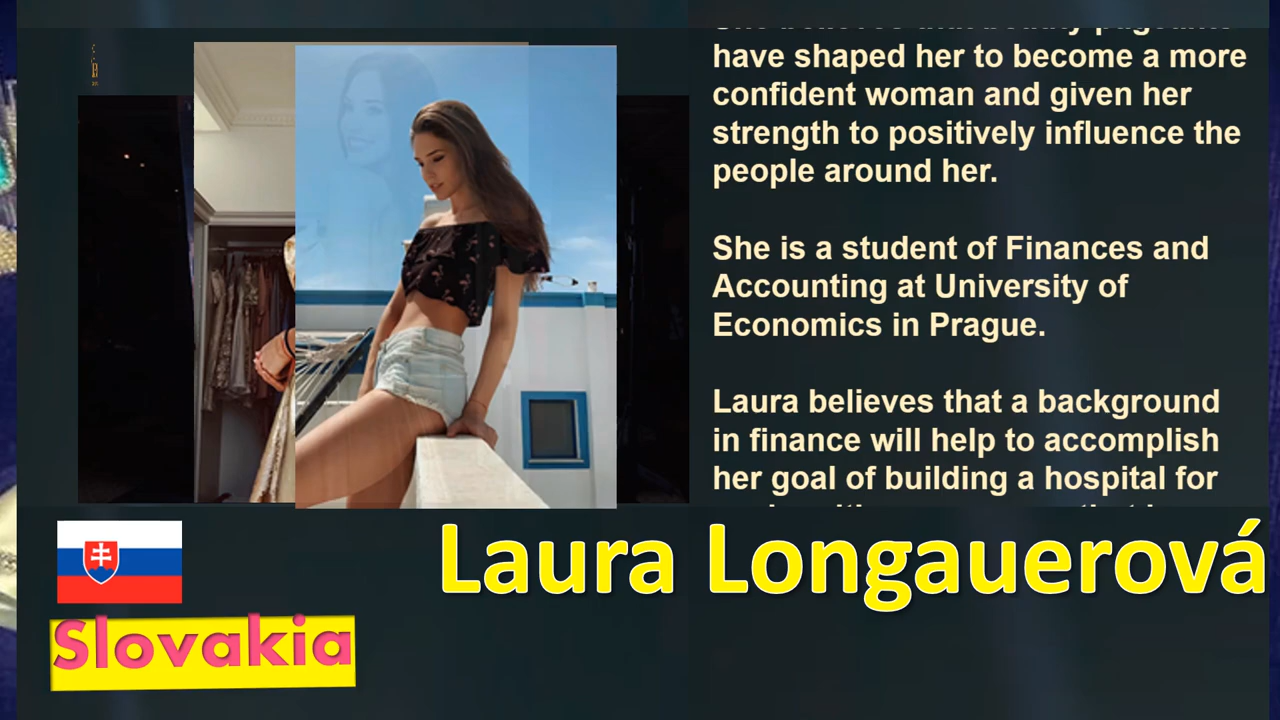 have shaped her to become a more
confident woman and given her
strength to positively influence the
people around her.
She is a student of Finances and
Accounting at University of
Economics in Prague.
Laura believes that a background
in finance will help to accomplish
her goal of building a hospital for
Laura Longauerová
Slovakia